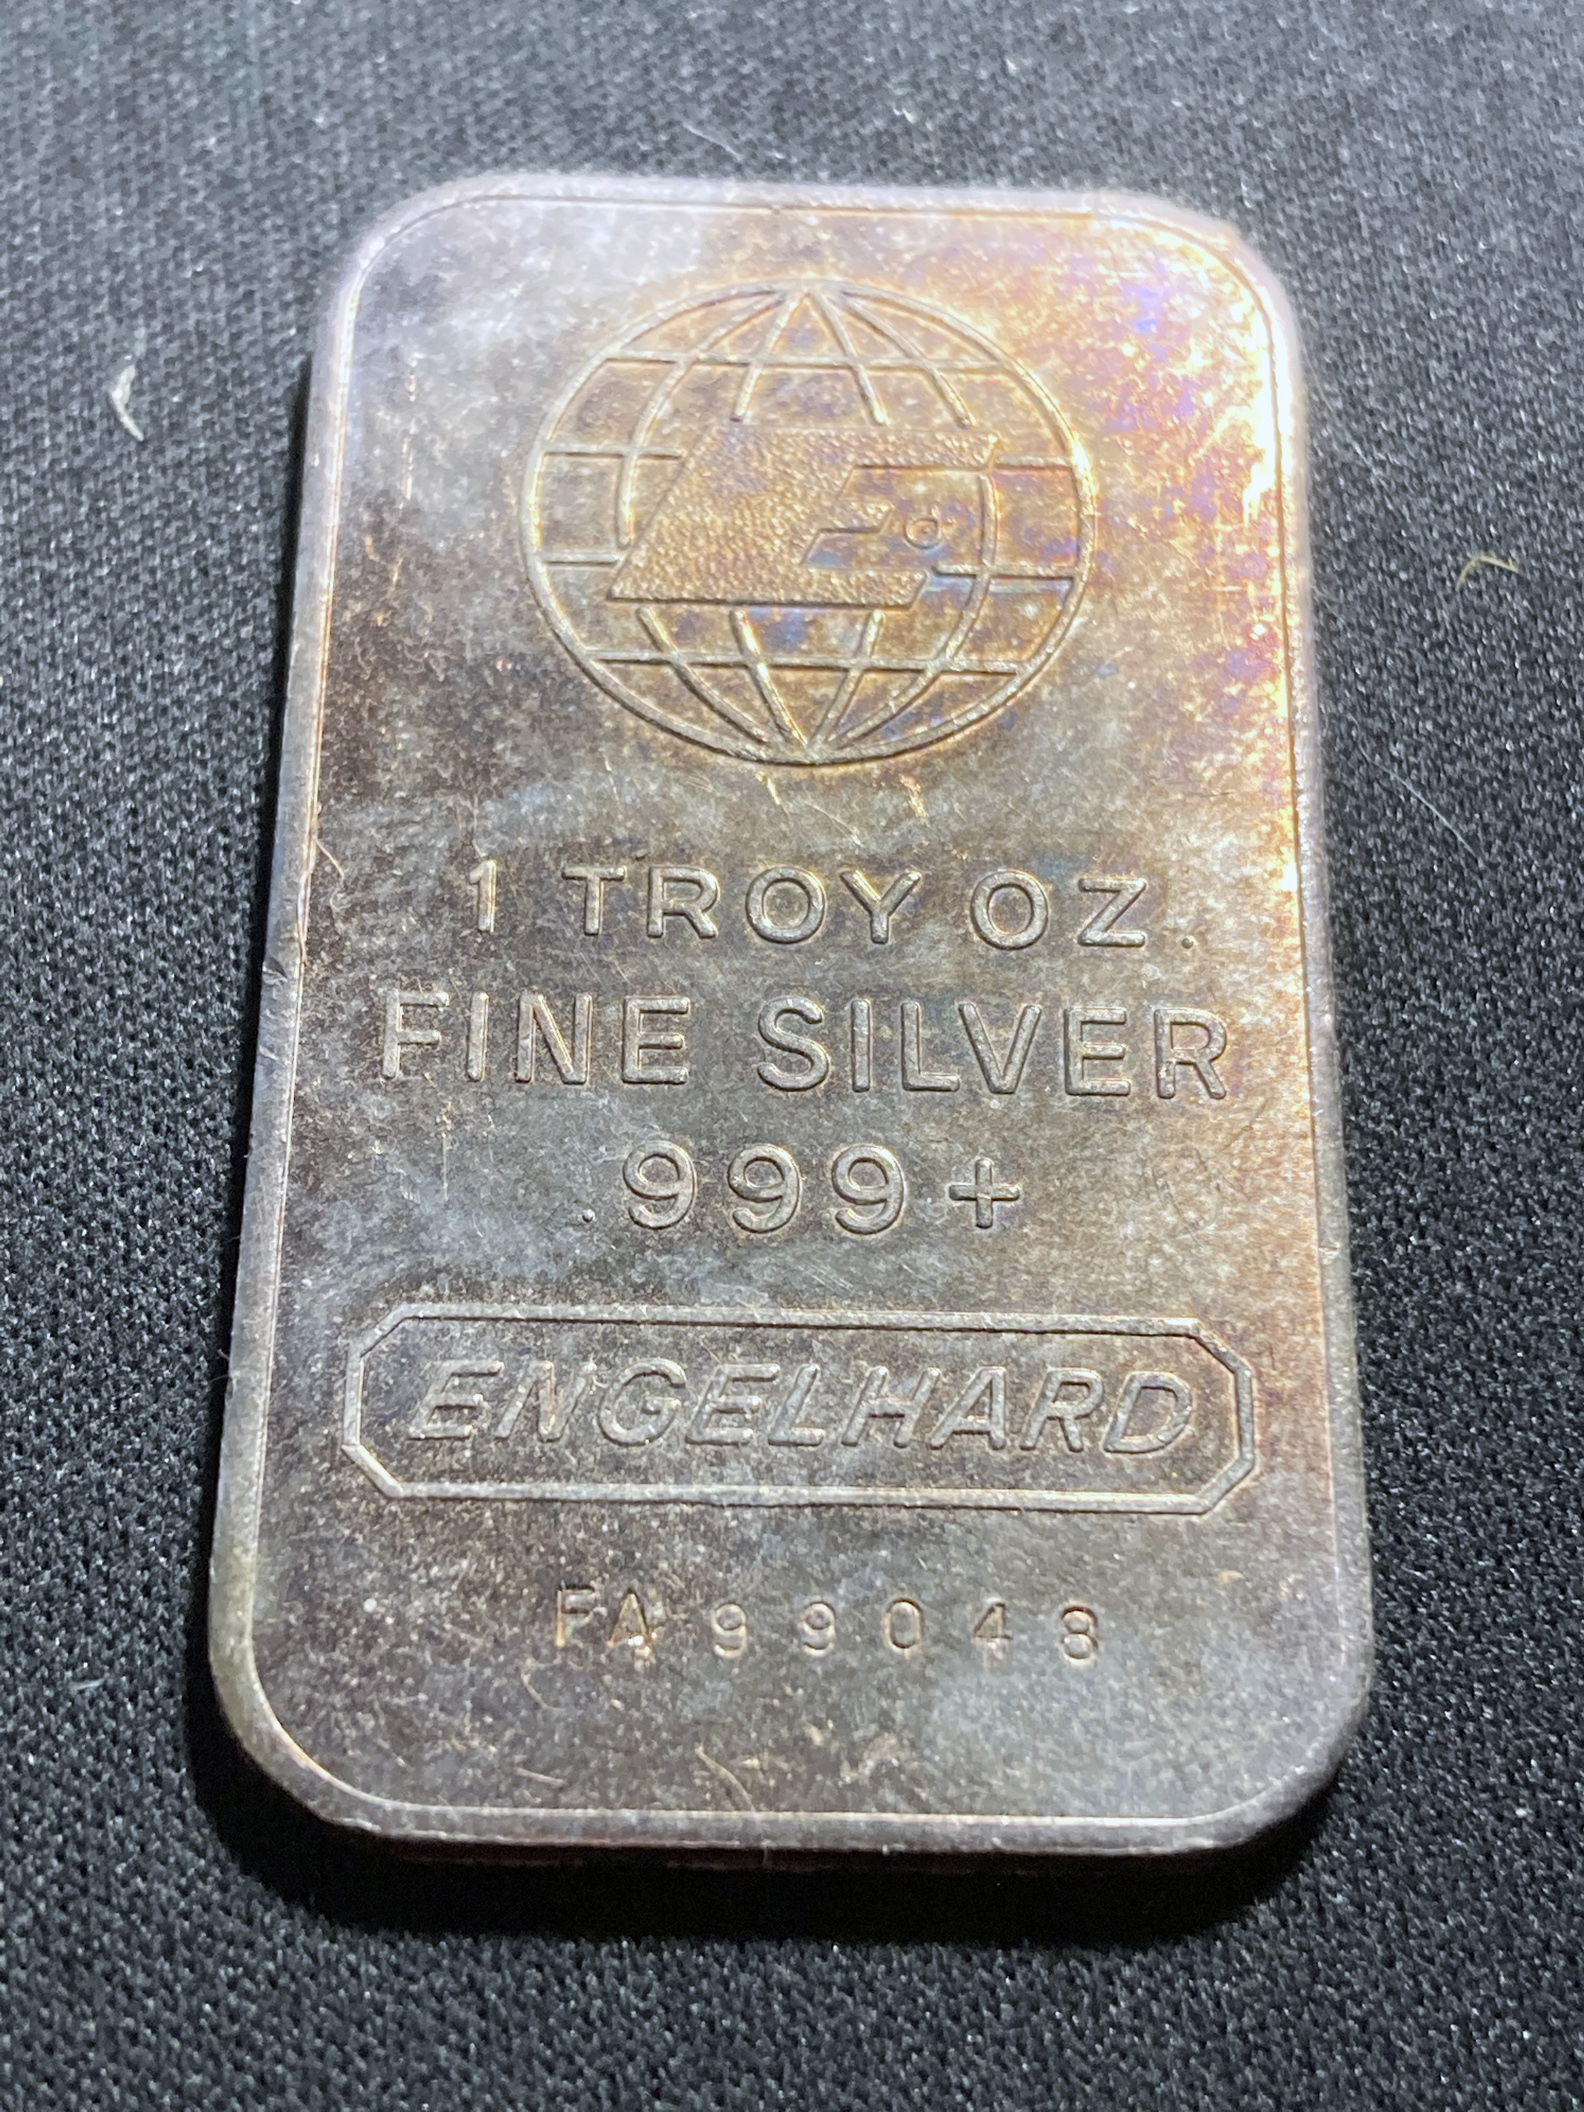 E
d
1 TROY OZ.
FINE SILVER
.999+
ENGELHARD
FA 99048